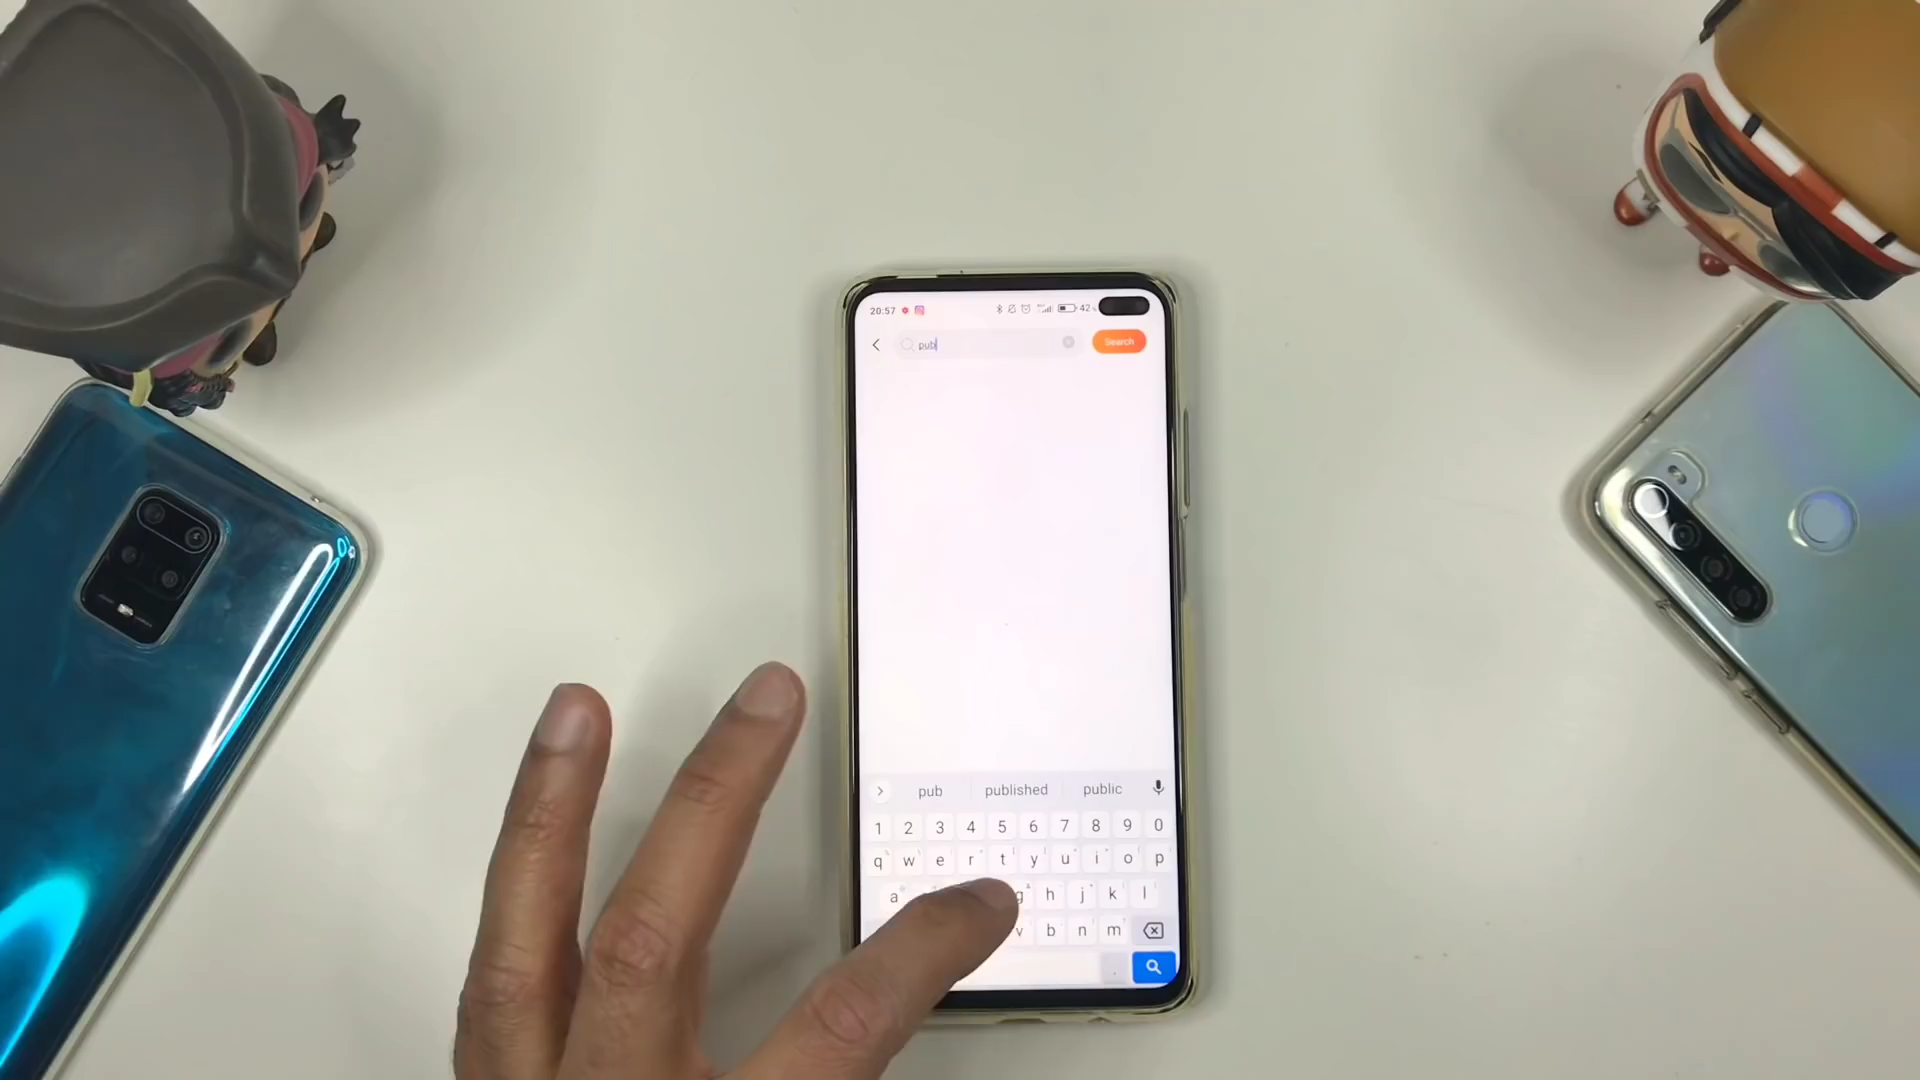 20:57 42
pub Search
pub published public
1 2 3 4 5 6 7 8 9 0
q w e r t y u i o p
a g h j k l
v b n m
.